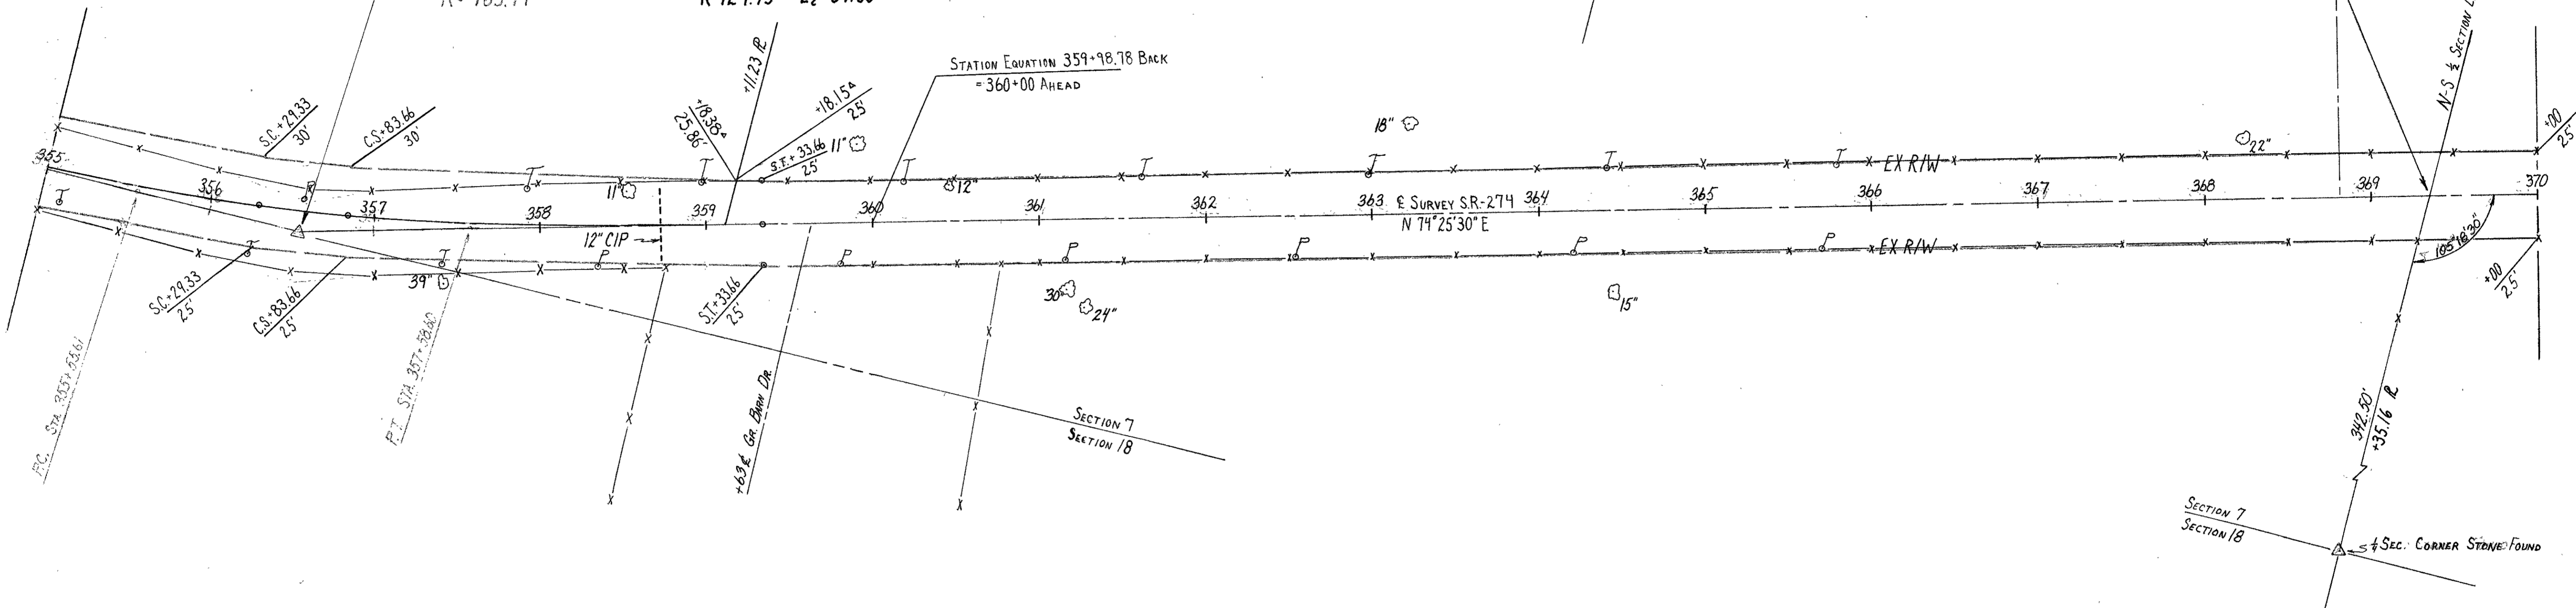 STATION EQUATION 359+98.78 BACK
= 360+00 AHEAD
+11.23 PL
N-S ½ SECTION
S.C.+29.33
30'
C.S.+83.66
30'
+18.38
25.86'
+18.15
25'
S.T.+33.66
25'
11"
18"
22"
+00
25'
355
356
357
358
359
360
361
362
363
364
365
366
367
368
369
370
T
T
T
T
T
T
T
T
EX R/W
11"
12"
℄ SURVEY S.R.-274
N 74°25'30" E
12" CIP
P
P
P
P
P
P
P
T
T
T
EX R/W
105°18'30"
39"
30"
24"
15"
S.C.+29.33
25'
C.S.+83.66
25'
S.T.+33.66
25'
+00
25'
P.C. STA. 355+55.61
P.T. STA. 357+58.60
+63 ℄ GR. BARN DR.
SECTION 7
SECTION 18
342.50'
+35.16 PL
SECTION 7
SECTION 18
¼ SEC. CORNER STONE FOUND